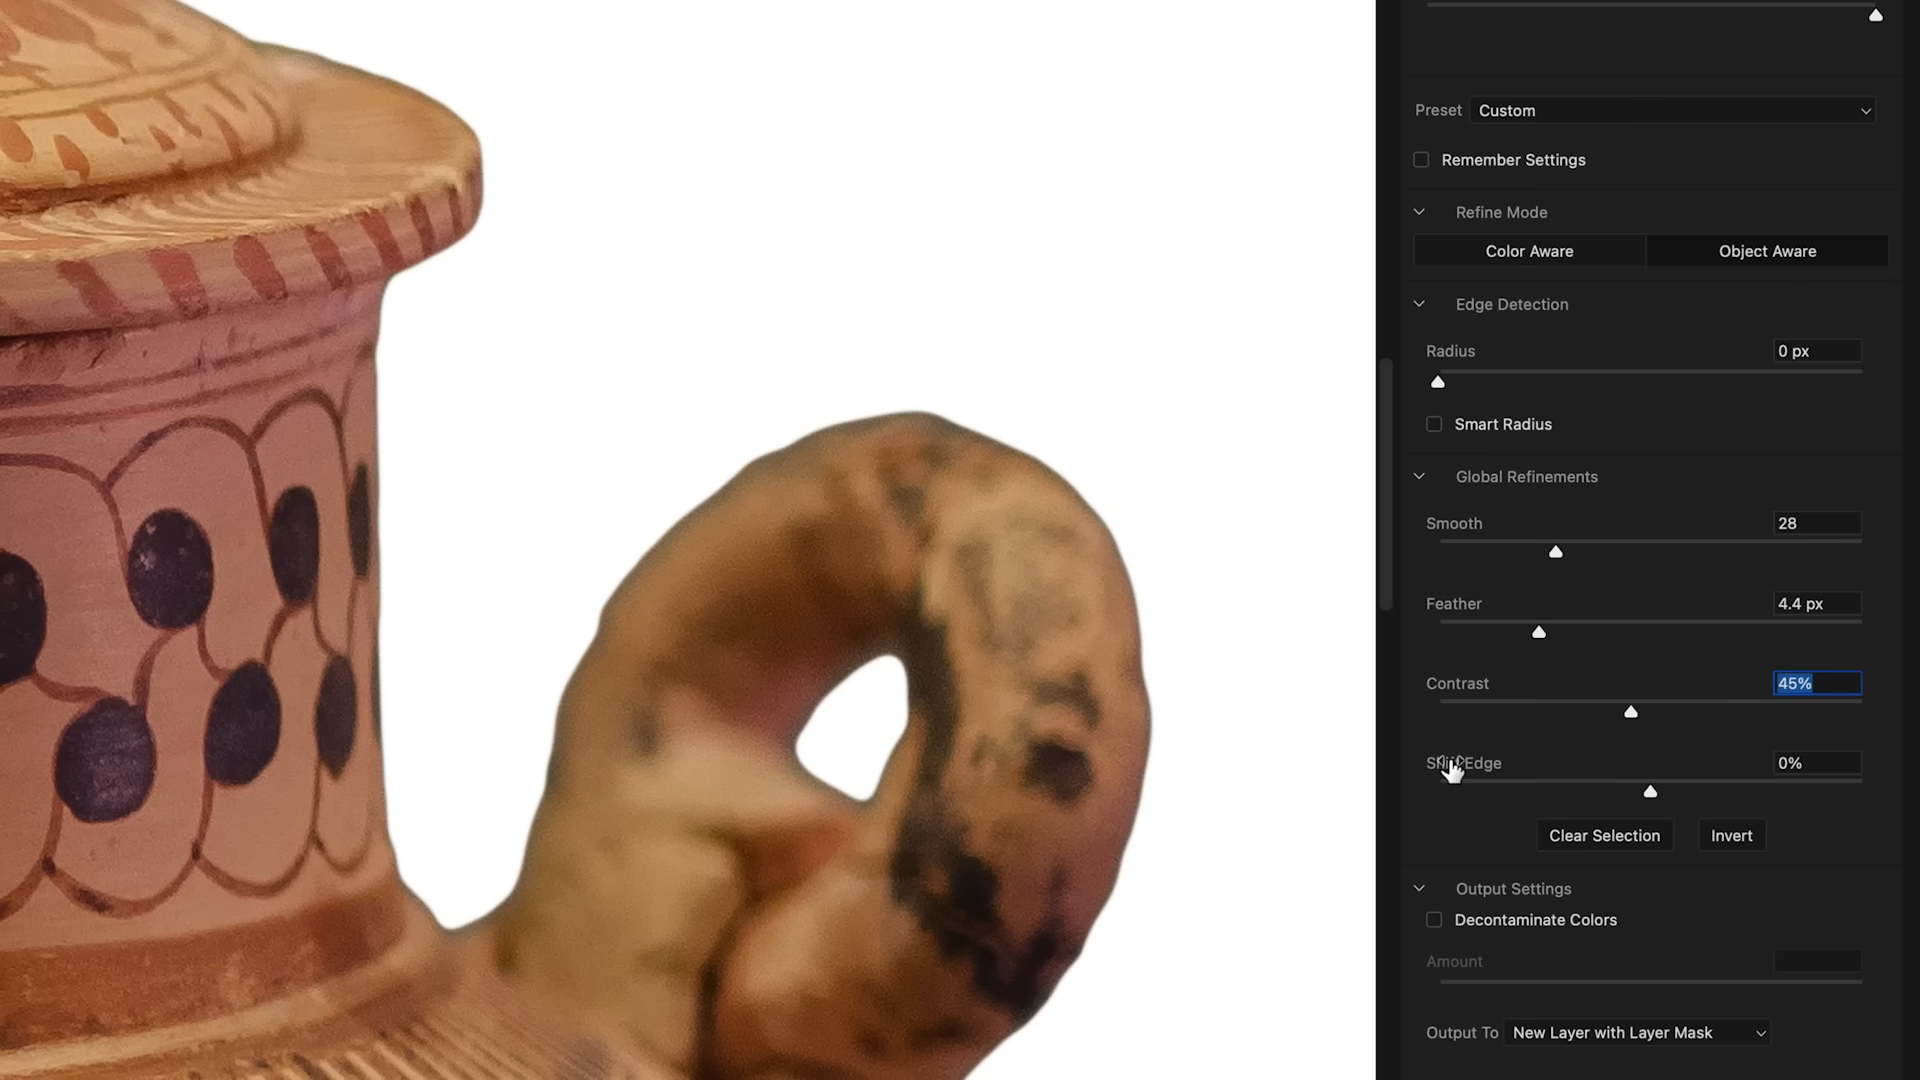 Preset Custom
Remember Settings
Refine Mode
Color Aware Object Aware
Edge Detection
Radius 0 px
Smart Radius
Global Refinements
Smooth 28
Feather 4.4 px
Contrast 45%
Shift Edge 0%
Clear Selection Invert
Output Settings
Decontaminate Colors
Amount
Output To New Layer with Layer Mask